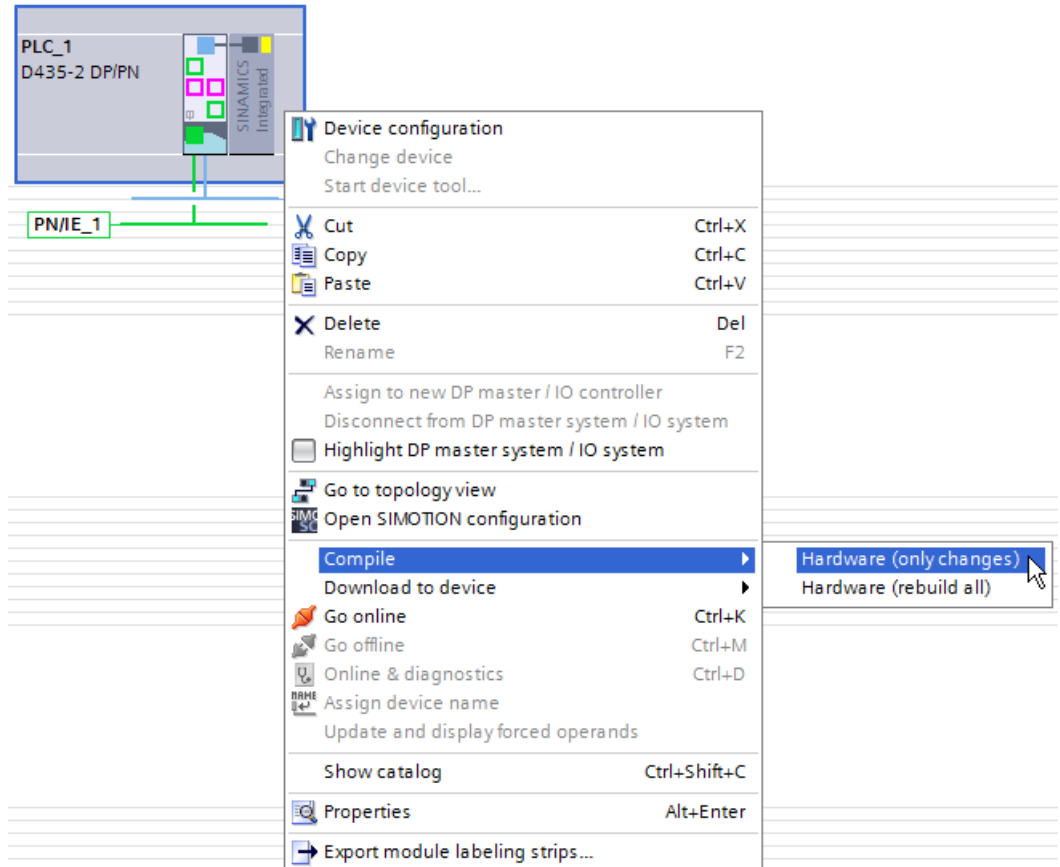 PLC_1
D435-2 DP/PN
SINAMICS
Integrated
PN/IE_1
Device configuration
Change device
Start device tool...
Cut Ctrl+X
Copy Ctrl+C
Paste Ctrl+V
Delete Del
Rename F2
Assign to new DP master / IO controller
Disconnect from DP master system / IO system
Highlight DP master system / IO system
Go to topology view
SIMO
SC
Open SIMOTION configuration
Compile
Hardware (only changes)
Download to device
Hardware (rebuild all)
Go online Ctrl+K
Go offline Ctrl+M
Online & diagnostics Ctrl+D
NAME
Assign device name
Update and display forced operands
Show catalog Ctrl+Shift+C
Properties Alt+Enter
Export module labeling strips...